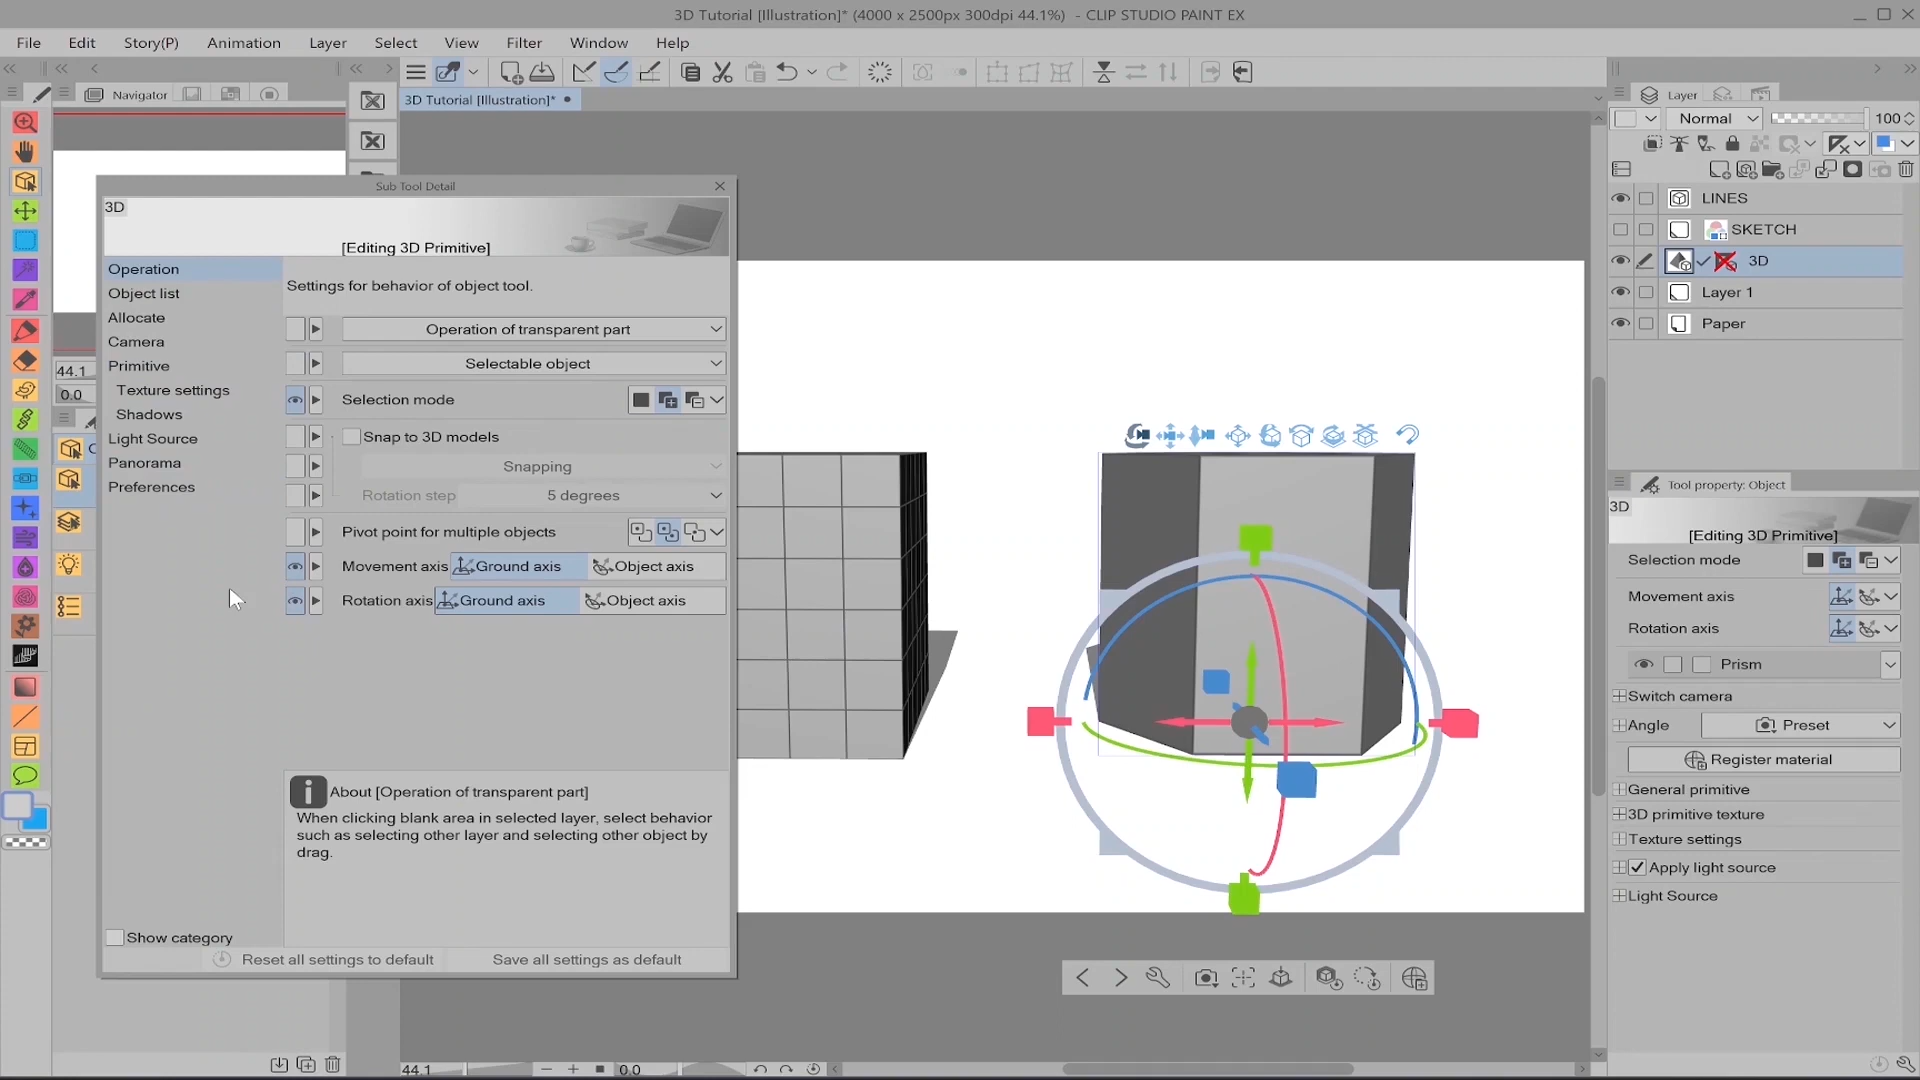 3D Tutorial [Illustration]* (4000 x 2500px 300dpi 44.1%)  - CLIP STUDIO PAINT EX
File Edit Story(P) Animation Layer Select View Filter Window Help
Navigator
3D Tutorial [Illustration]*
44.1
0.0
Sub Tool Detail
3D
[Editing 3D Primitive]
Operation
Object list
Allocate
Camera
Primitive
Texture settings
Shadows
Light Source
Panorama
Preferences
Settings for behavior of object tool.
Operation of transparent part
Selectable object
Selection mode
Snap to 3D models
Snapping
Rotation step 5 degrees
Pivot point for multiple objects
Movement axis Ground axis Object axis
Rotation axis Ground axis Object axis
About [Operation of transparent part]
When clicking blank area in selected layer, select behavior
such as selecting other layer and selecting other object by
drag.
Show category
Reset all settings to default Save all settings as default
44.1 0.0
Layer
Normal 100
LINES
SKETCH
3D
Layer 1
Paper
Tool property: Object
3D
[Editing 3D Primitive]
Selection mode
Movement axis
Rotation axis
Prism
Switch camera
Angle Preset
Register material
General primitive
3D primitive texture
Texture settings
Apply light source
Light Source